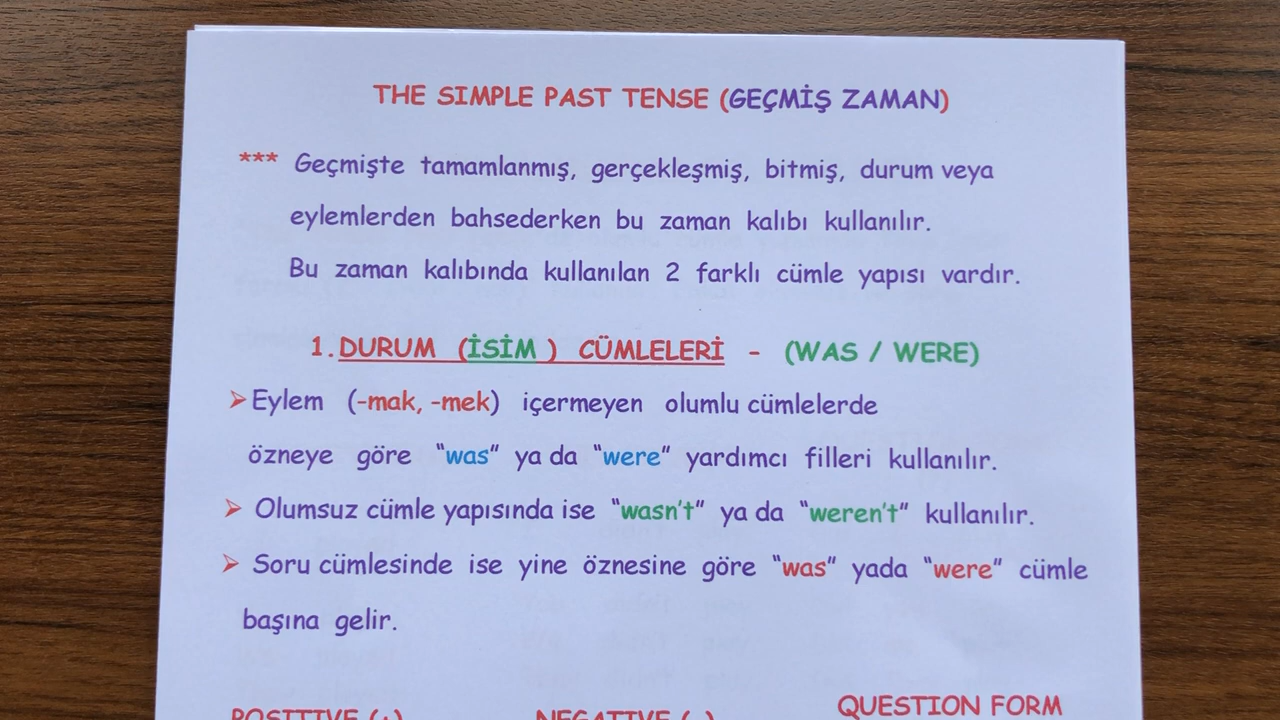 THE SIMPLE PAST TENSE (GEÇMİŞ ZAMAN)
*** Geçmişte tamamlanmış, gerçekleşmiş, bitmiş, durum veya
eylemlerden bahsederken bu zaman kalıbı kullanılır.
Bu zaman kalıbında kullanılan 2 farklı cümle yapısı vardır.
1. DURUM (İSİM ) CÜMLELERİ - (WAS / WERE)
➢ Eylem (-mak, -mek) içermeyen olumlu cümlelerde
özneye göre "was" ya da "were" yardımcı filleri kullanılır.
➢ Olumsuz cümle yapısında ise "wasn't" ya da "weren't" kullanılır.
➢ Soru cümlesinde ise yine öznesine göre "was" yada "were" cümle
başına gelir.
POSITIVE (+) NEGATIVE (-) QUESTION FORM